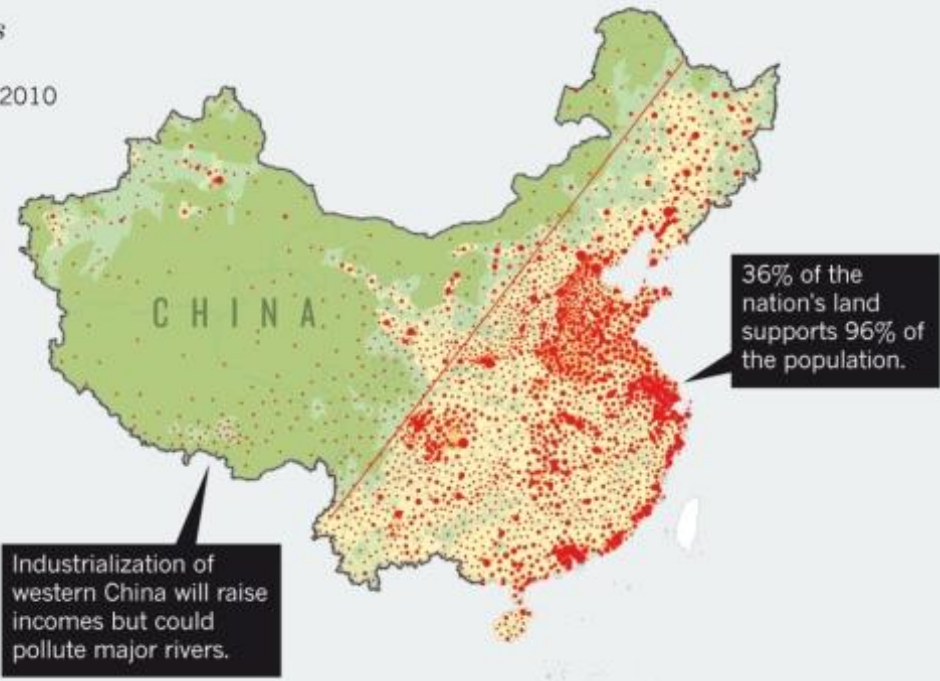 s
2010
CHINA
36% of the
nation's land
supports 96% of
the population.
Industrialization of
western China will raise
incomes but could
pollute major rivers.